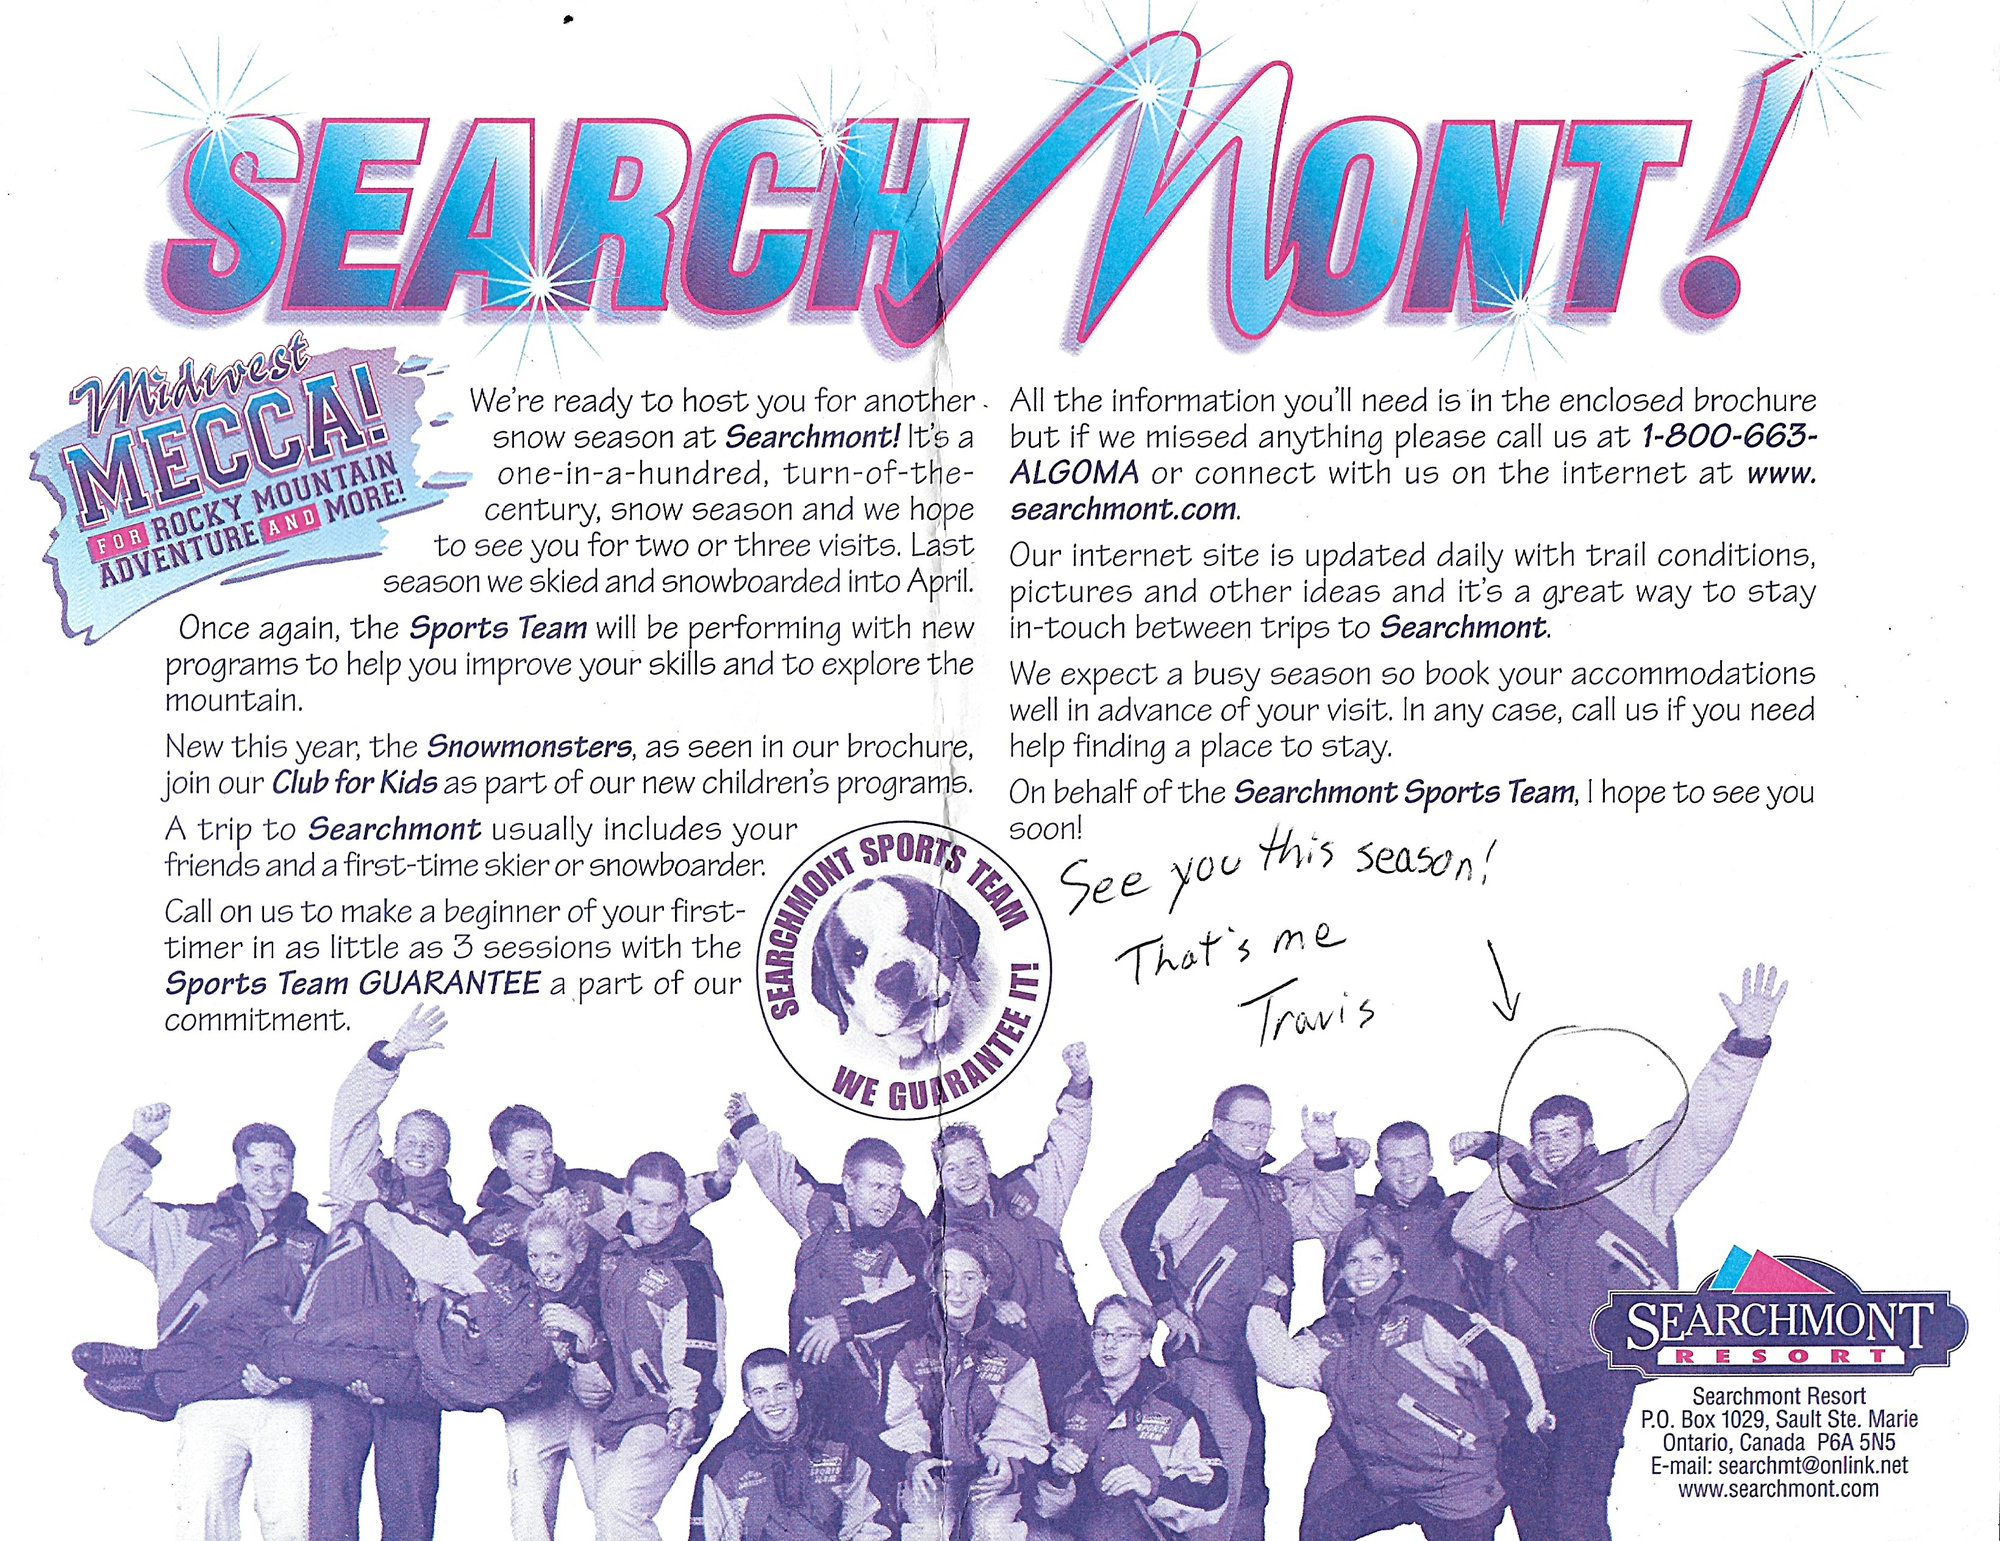 SEARCHMONT!
Midwest
MECCA!
FOR ROCKY MOUNTAIN
ADVENTURE AND MORE!
We're ready to host you for another
snow season at Searchmont! It's a
one-in-a-hundred, turn-of-the-
century, snow season and we hope
to see you for two or three visits. Last
season we skied and snowboarded into April.
Once again, the Sports Team will be performing with new
programs to help you improve your skills and to explore the
mountain.
New this year, the Snowmonsters, as seen in our brochure,
join our Club for Kids as part of our new children's programs.
A trip to Searchmont usually includes your
friends and a first-time skier or snowboarder.
Call on us to make a beginner of your first-
timer in as little as 3 sessions with the
Sports Team GUARANTEE a part of our
commitment.
SEARCHMONT SPORTS TEAM
WE GUARANTEE IT!
All the information you'll need is in the enclosed brochure
but if we missed anything please call us at 1-800-663-
ALGOMA or connect with us on the internet at www.
searchmont.com.
Our internet site is updated daily with trail conditions,
pictures and other ideas and it's a great way to stay
in-touch between trips to Searchmont.
We expect a busy season so book your accommodations
well in advance of your visit. In any case, call us if you need
help finding a place to stay.
On behalf of the Searchmont Sports Team, I hope to see you
soon!
See you this season!
That's me
Travis
SEARCHMONT
RESORT
Searchmont Resort
P.O. Box 1029, Sault Ste. Marie
Ontario, Canada P6A 5N5
E-mail: searchmt@onlink.net
www.searchmont.com